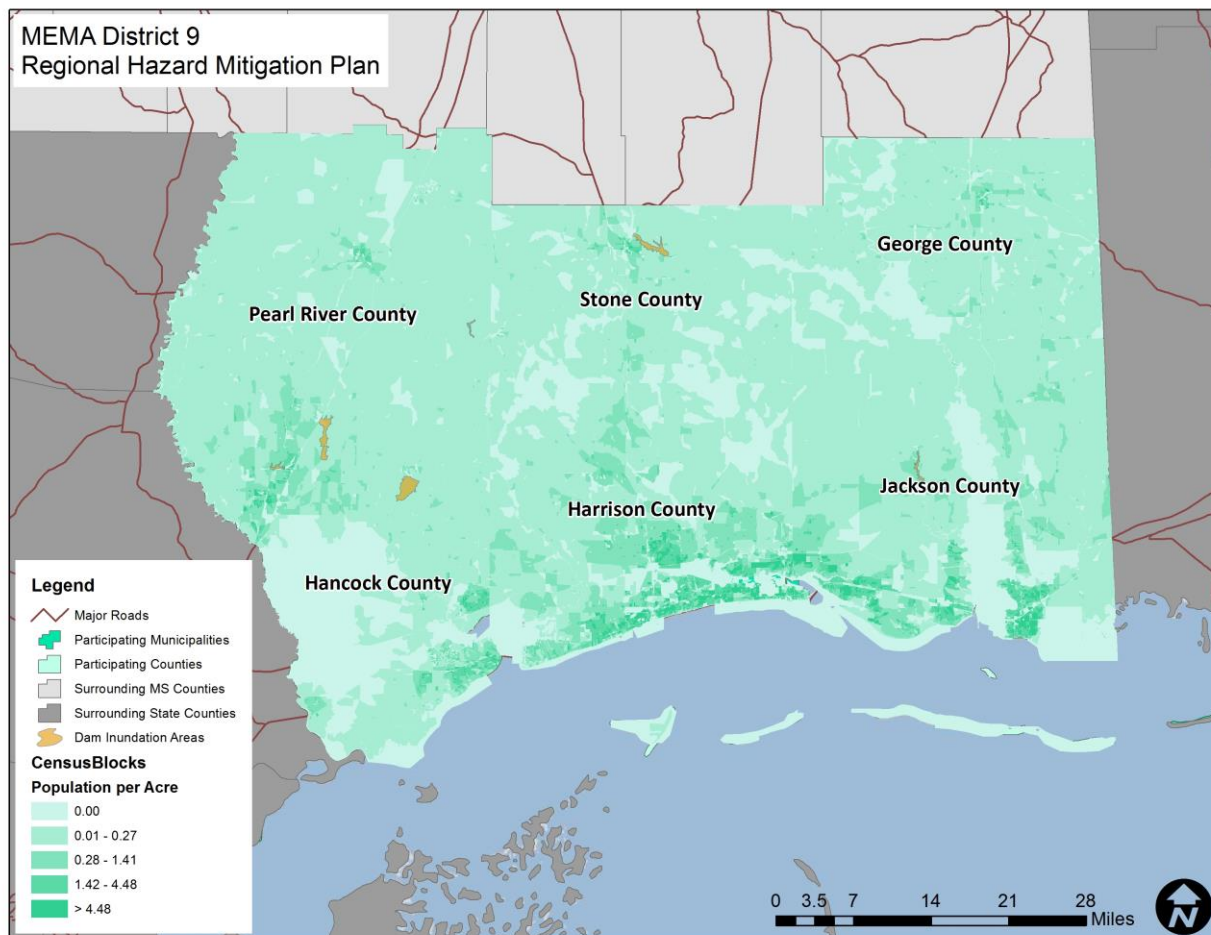 MEMA District 9
Regional Hazard Mitigation Plan
George County
Stone County
Pearl River County
Jackson County
Harrison County
Hancock County
Legend
Major Roads
Participating Municipalities
Participating Counties
Surrounding MS Counties
Surrounding State Counties
Dam Inundation Areas
CensusBlocks
Population per Acre
0.00
0.01 - 0.27
0.28 - 1.41
1.42 - 4.48
> 4.48
0 3.5 7 14 21 28
Miles
N